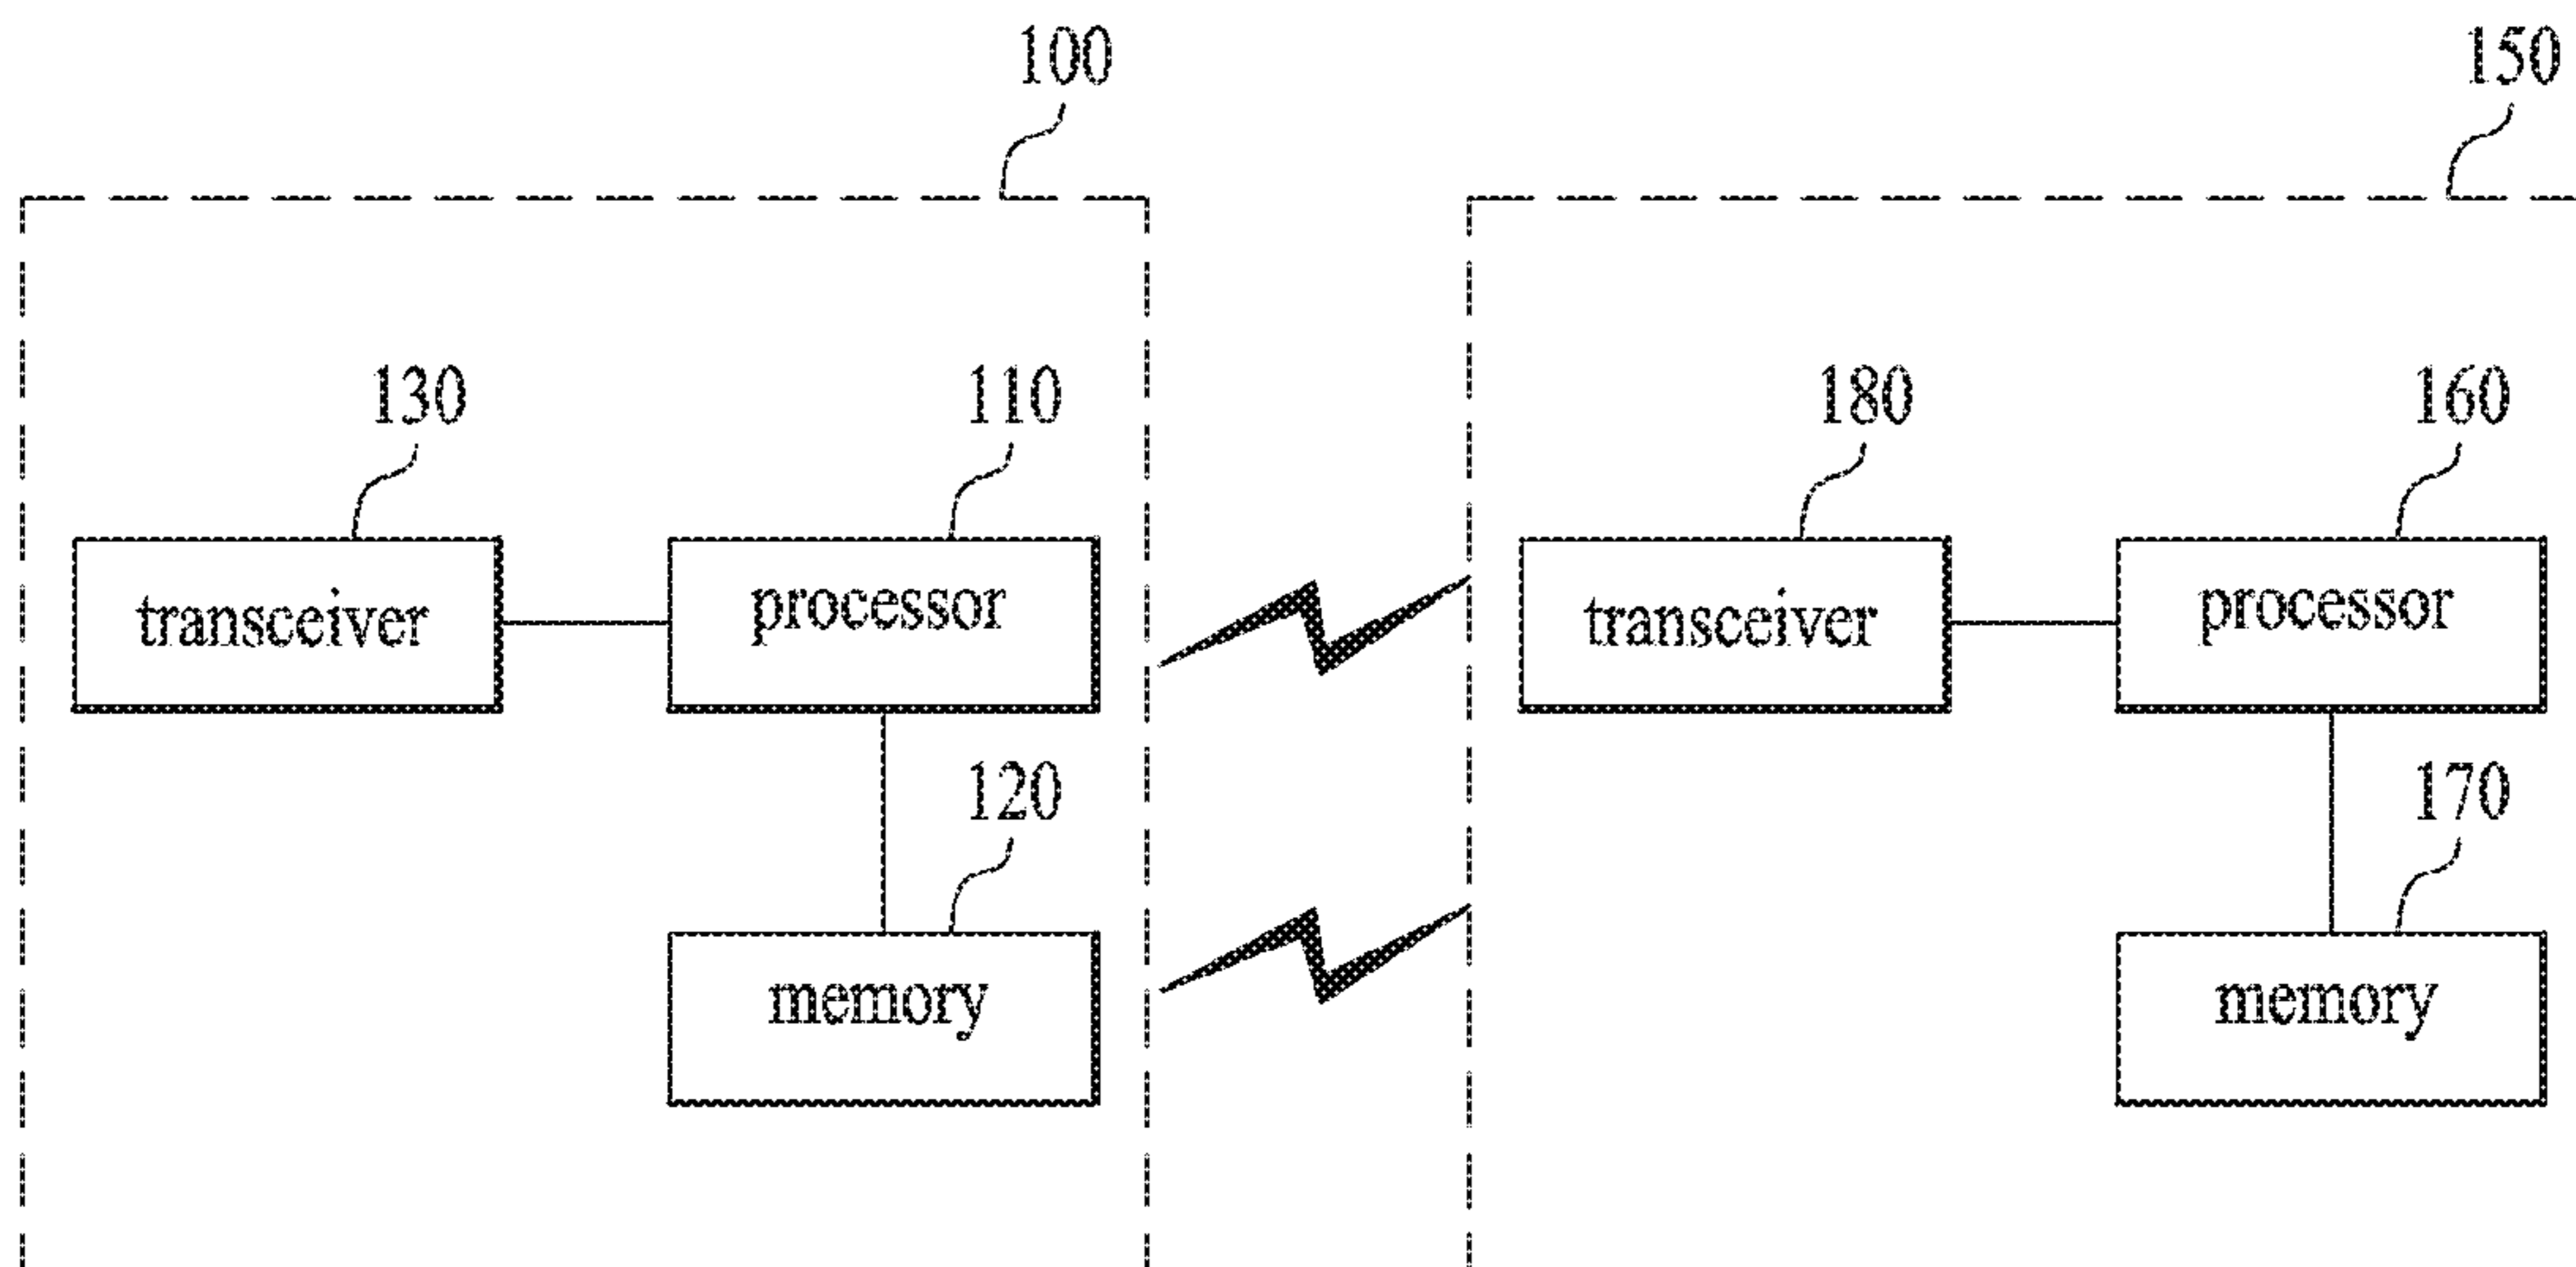 100 150
130 110 180 160
transceiver processor transceiver processor
120 170
memory memory